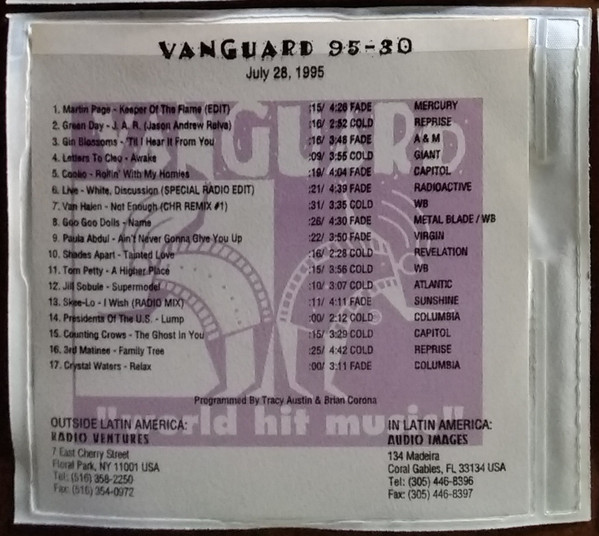 VANGUARD 95-30
July 28, 1995
1. Martin Page - Keeper Of The Flame (EDIT) :15/ 4:28 FADE MERCURY
2. Green Day - J. A. R. (Jason Andrew Relva) :16/ 2:52 COLD REPRISE
3. Gin Blossoms - 'Til I Hear It From You :16/ 3:48 FADE A & M
4. Letters To Cleo - Awake :09/ 3:55 COLD GIANT
5. Coolio - Rollin' With My Homies :19/ 4:04 FADE CAPITOL
6. Live - White, Discussion (SPECIAL RADIO EDIT) :21/ 4:39 FADE RADIOACTIVE
7. Van Halen - Not Enough (CHR REMIX #1) :31/ 3:35 COLD WB
8. Goo Goo Dolls - Name :26/ 4:30 FADE METAL BLADE / WB
9. Paula Abdul - Ain't Never Gonna Give You Up :22/ 3:50 FADE VIRGIN
10. Shades Apart - Tainted Love :16/ 2:28 COLD REVELATION
11. Tom Petty - A Higher Place :15/ 3:56 COLD WB
12. Jill Sobule - Supermodel :10/ 3:07 COLD ATLANTIC
13. Skee-Lo - I Wish (RADIO MIX) :11/ 4:11 FADE SUNSHINE
14. Presidents Of The U.S. - Lump :00/ 2:12 COLD COLUMBIA
15. Counting Crows - The Ghost In You :15/ 3:29 COLD CAPITOL
16. 3rd Matinee - Family Tree :25/ 4:42 COLD REPRISE
17. Crystal Waters - Relax :00/ 3:11 FADE COLUMBIA
Programmed By Tracy Austin & Brian Corona
"world hit music"
OUTSIDE LATIN AMERICA:
RADIO VENTURES
7 East Cherry Street
Floral Park, NY 11001 USA
Tel: (516) 358-2250
Fax: (516) 354-0972
IN LATIN AMERICA:
AUDIO IMAGES
134 Madeira
Coral Gables, FL 33134 USA
Tel: (305) 446-8396
Fax: (305) 446-8397